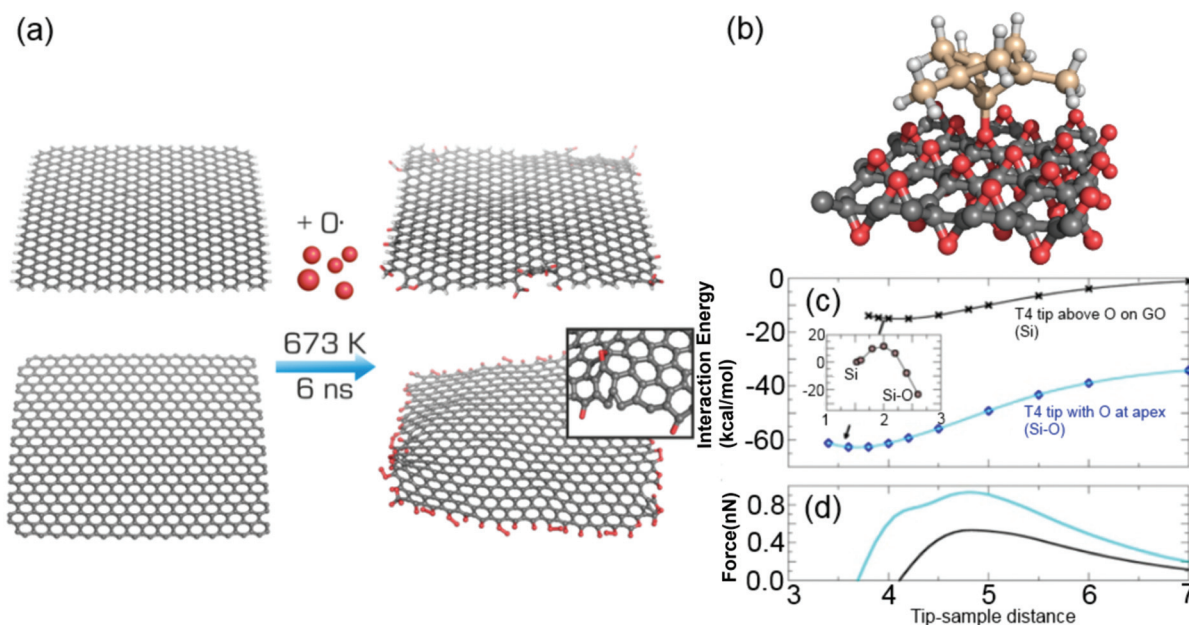 (a)
+ O·
673 K
6 ns
(b)
(c)
0
-20
-40
-60
Interaction Energy
(kcal/mol)
T4 tip above O on GO
(Si)
20
0
-20
Si
Si-O
1
2
3
T4 tip with O at apex
(Si-O)
(d)
0.8
0.4
0.0
Force(nN)
3
4
5
6
7
Tip-sample distance